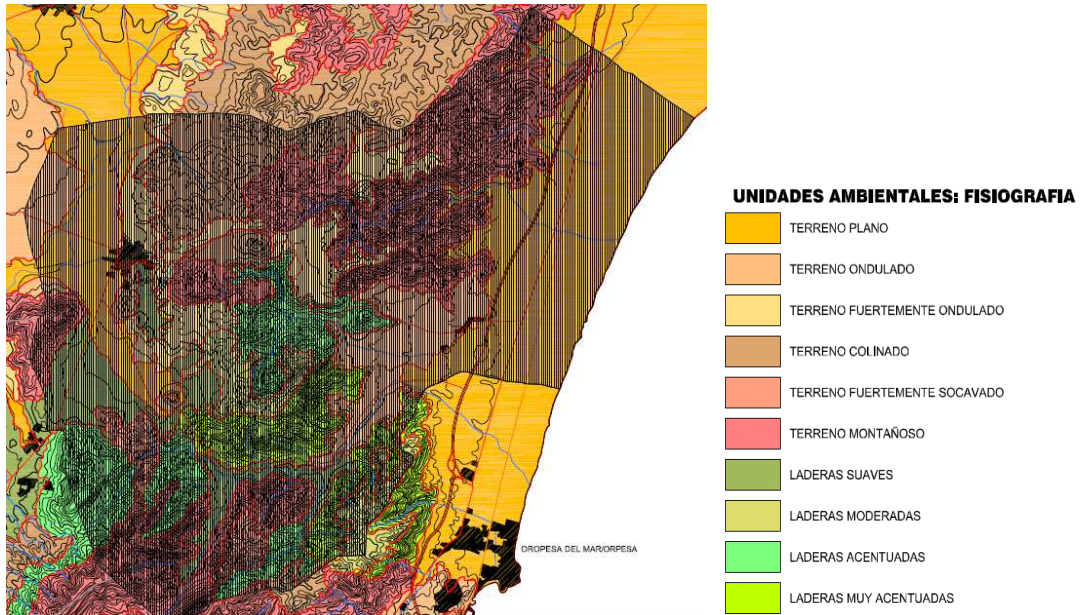 UNIDADES AMBIENTALES: FISIOGRAFIA
TERRENO PLANO
TERRENO ONDULADO
TERRENO FUERTEMENTE ONDULADO
TERRENO COLINADO
TERRENO FUERTEMENTE SOCAVADO
TERRENO MONTAÑOSO
LADERAS SUAVES
LADERAS MODERADAS
OROPESA DEL MAR/ORPESA
LADERAS ACENTUADAS
LADERAS MUY ACENTUADAS